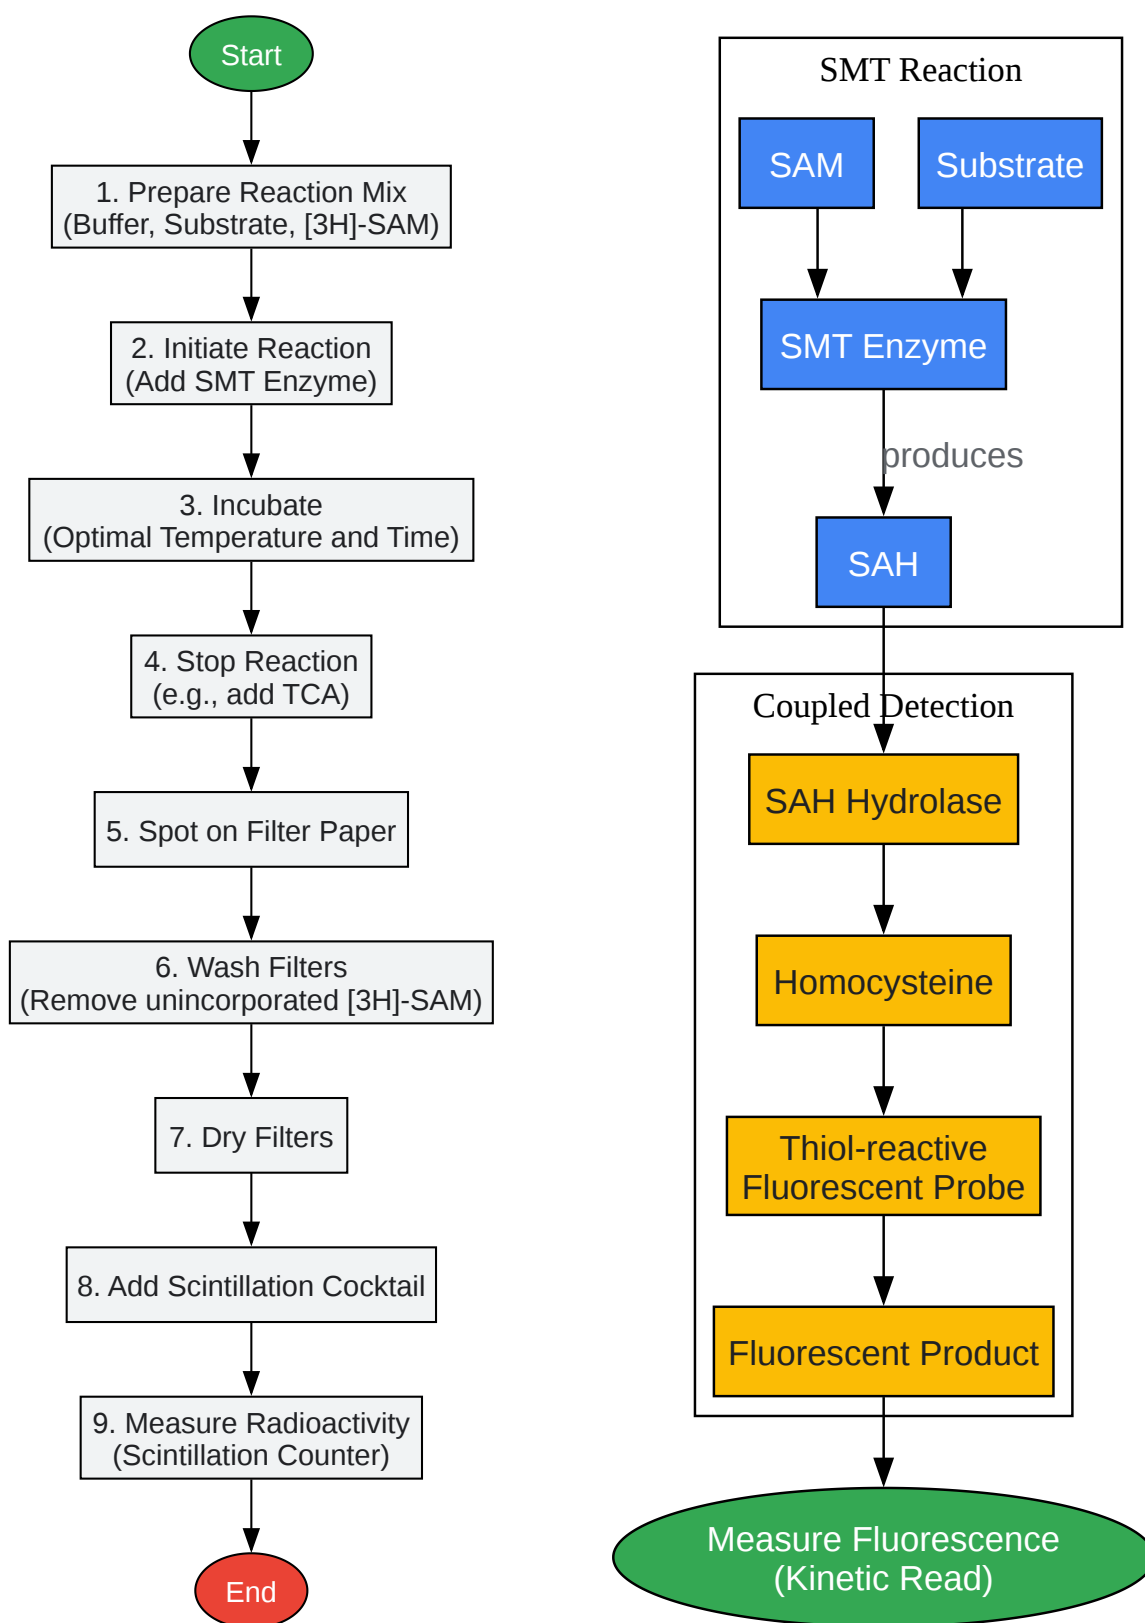 Start
1. Prepare Reaction Mix
(Buffer, Substrate, [3H]-SAM)
2. Initiate Reaction
(Add SMT Enzyme)
3. Incubate
(Optimal Temperature and Time)
4. Stop Reaction
(e.g., add TCA)
5. Spot on Filter Paper
6. Wash Filters
(Remove unincorporated [3H]-SAM)
7. Dry Filters
8. Add Scintillation Cocktail
9. Measure Radioactivity
(Scintillation Counter)
End
SMT Reaction
SAM
Substrate
SMT Enzyme
produces
SAH
Coupled Detection
SAH Hydrolase
Homocysteine
Thiol-reactive
Fluorescent Probe
Fluorescent Product
Measure Fluorescence
(Kinetic Read)